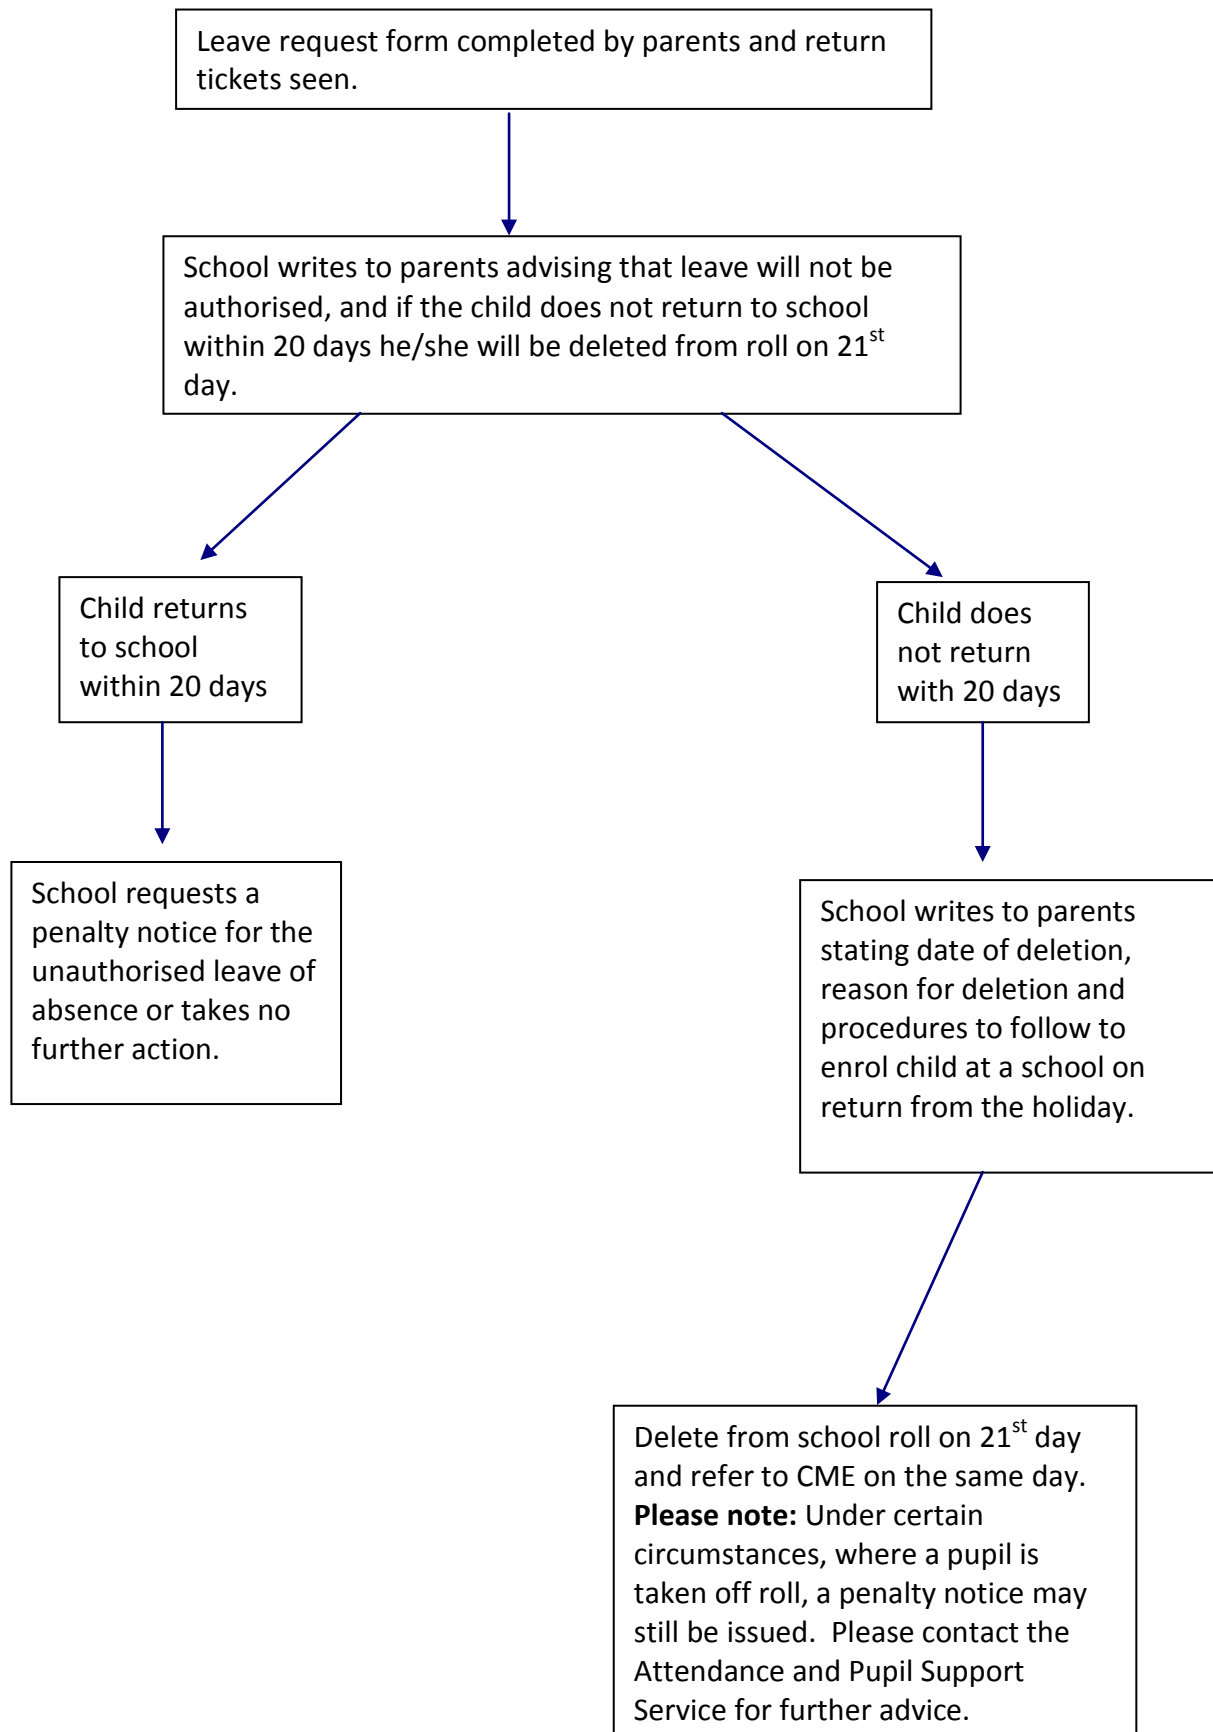 Leave request form completed by parents and return
tickets seen.
School writes to parents advising that leave will not be
authorised, and if the child does not return to school
within 20 days he/she will be deleted from roll on 21st
day.
Child returns
to school
within 20 days
Child does
not return
with 20 days
School requests a
penalty notice for the
unauthorised leave of
absence or takes no
further action.
School writes to parents
stating date of deletion,
reason for deletion and
procedures to follow to
enrol child at a school on
return from the holiday.
Delete from school roll on 21st day
and refer to CME on the same day.
Please note: Under certain
circumstances, where a pupil is
taken off roll, a penalty notice may
still be issued.  Please contact the
Attendance and Pupil Support
Service for further advice.